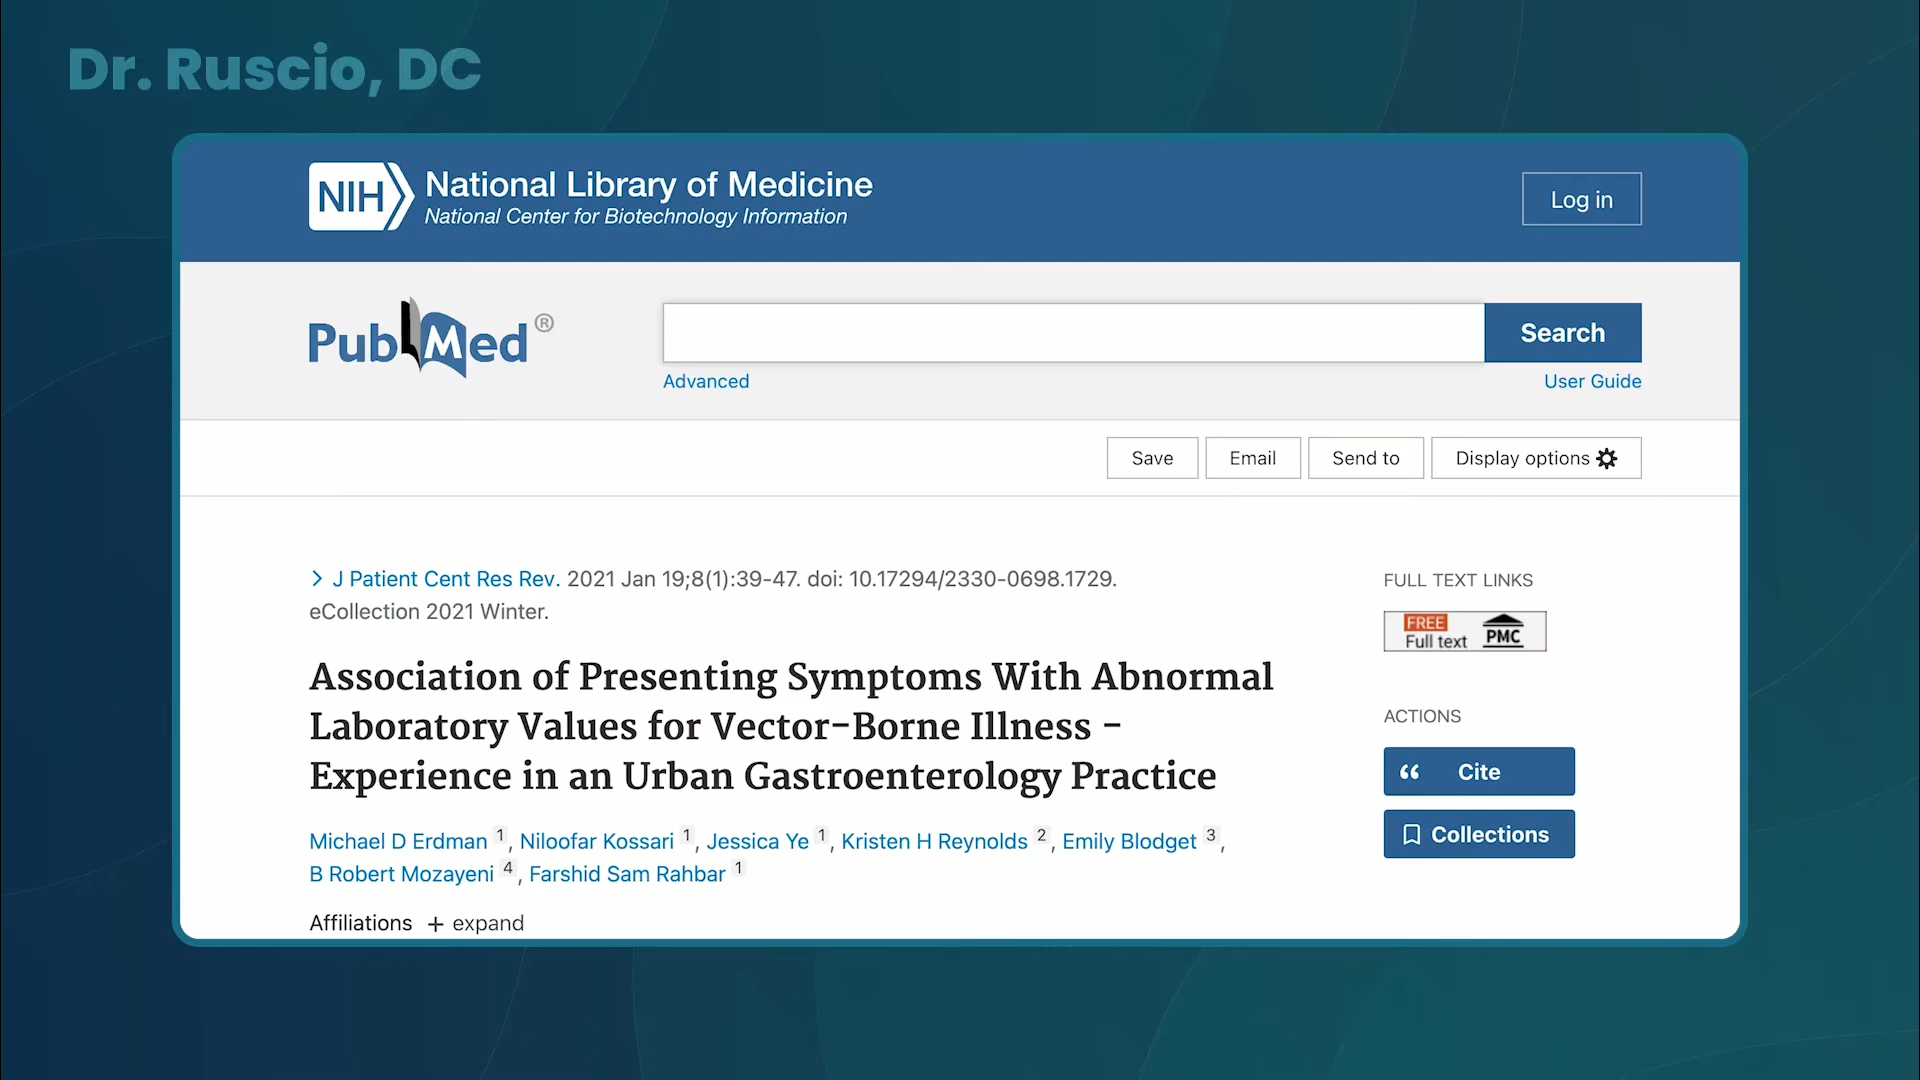 Dr. Ruscio, DC
NIH National Library of Medicine
National Center for Biotechnology Information
Log in
PubMed®
Search
Advanced
User Guide
Save
Email
Send to
Display options
> J Patient Cent Res Rev. 2021 Jan 19;8(1):39-47. doi: 10.17294/2330-0698.1729.
eCollection 2021 Winter.
Association of Presenting Symptoms With Abnormal
Laboratory Values for Vector-Borne Illness -
Experience in an Urban Gastroenterology Practice
Michael D Erdman 1, Niloofar Kossari 1, Jessica Ye 1, Kristen H Reynolds 2, Emily Blodget 3,
B Robert Mozayeni 4, Farshid Sam Rahbar 1
Affiliations + expand
FULL TEXT LINKS
FREE
Full text PMC
ACTIONS
“ Cite
Collections